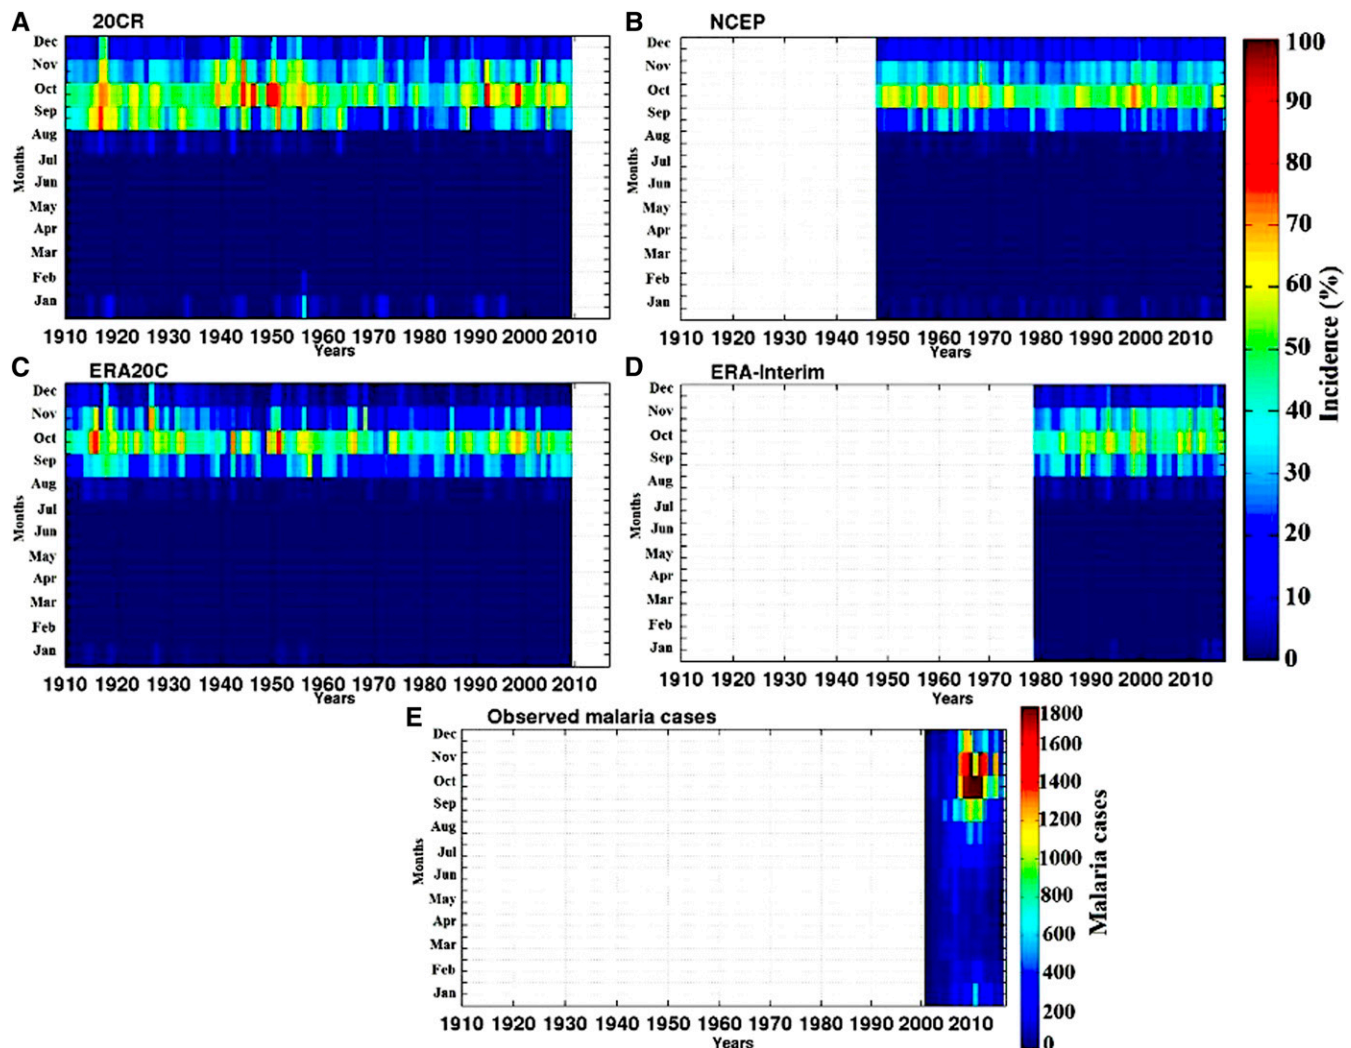 A 20CR
Dec
Nov
Oct
Sep
Aug
Jul
Jun
May
Apr
Mar
Feb
Jan
Months
1910 1920 1930 1940 1950 1960 1970 1980 1990 2000 2010
Years
B NCEP
Dec
Nov
Oct
Sep
Aug
Jul
Jun
May
Apr
Mar
Feb
Jan
Months
1910 1920 1930 1940 1950 1960 1970 1980 1990 2000 2010
Years
100
90
80
70
60
50
40
30
20
10
0
Incidence (%)
C ERA20C
Dec
Nov
Oct
Sep
Aug
Jul
Jun
May
Apr
Mar
Feb
Jan
Months
1910 1920 1930 1940 1950 1960 1970 1980 1990 2000 2010
Years
D ERA-Interim
Dec
Nov
Oct
Sep
Aug
Jul
Jun
May
Apr
Mar
Feb
Jan
Months
1910 1920 1930 1940 1950 1960 1970 1980 1990 2000 2010
Years
E Observed malaria cases
Dec
Nov
Oct
Sep
Aug
Jul
Jun
May
Apr
Mar
Feb
Jan
Months
1910 1920 1930 1940 1950 1960 1970 1980 1990 2000 2010
Years
1800
1600
1400
1200
1000
800
600
400
200
0
Malaria cases